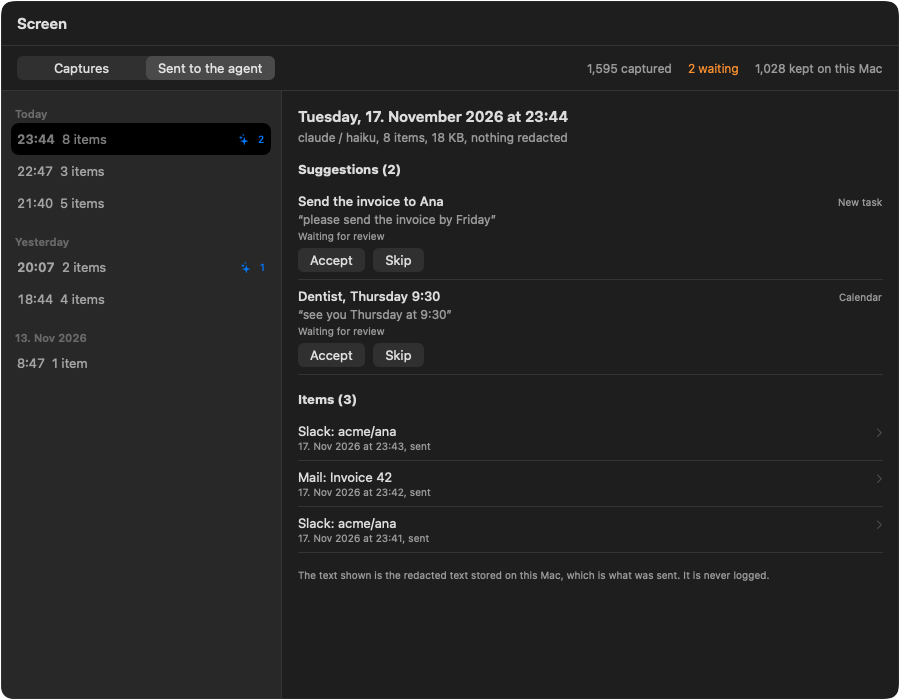 Screen
Captures
Sent to the agent
1,595 captured
2 waiting
1,028 kept on this Mac
Today
23:44 8 items
2
22:47 3 items
21:40 5 items
Yesterday
20:07 2 items
1
18:44 4 items
13. Nov 2026
8:47 1 item
Tuesday, 17. November 2026 at 23:44
claude / haiku, 8 items, 18 KB, nothing redacted
Suggestions (2)
Send the invoice to Ana
New task
“please send the invoice by Friday”
Waiting for review
Accept
Skip
Dentist, Thursday 9:30
Calendar
“see you Thursday at 9:30”
Waiting for review
Accept
Skip
Items (3)
Slack: acme/ana
17. Nov 2026 at 23:43, sent
Mail: Invoice 42
17. Nov 2026 at 23:42, sent
Slack: acme/ana
17. Nov 2026 at 23:41, sent
The text shown is the redacted text stored on this Mac, which is what was sent. It is never logged.